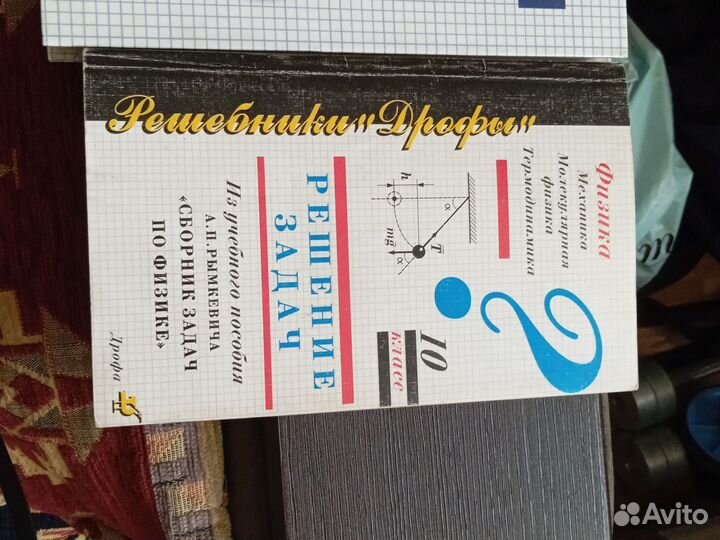 Решебники «Дрофы»
Физика
Механика
Молекулярная
физика
Термодинамика
h
α
mg
α
T
?
10
класс
РЕШЕНИЕ
ЗАДАЧ
Из учебного пособия
А.П.РЫМКЕВИЧА
«СБОРНИК ЗАДАЧ
ПО ФИЗИКЕ»
Дрофа
Avito